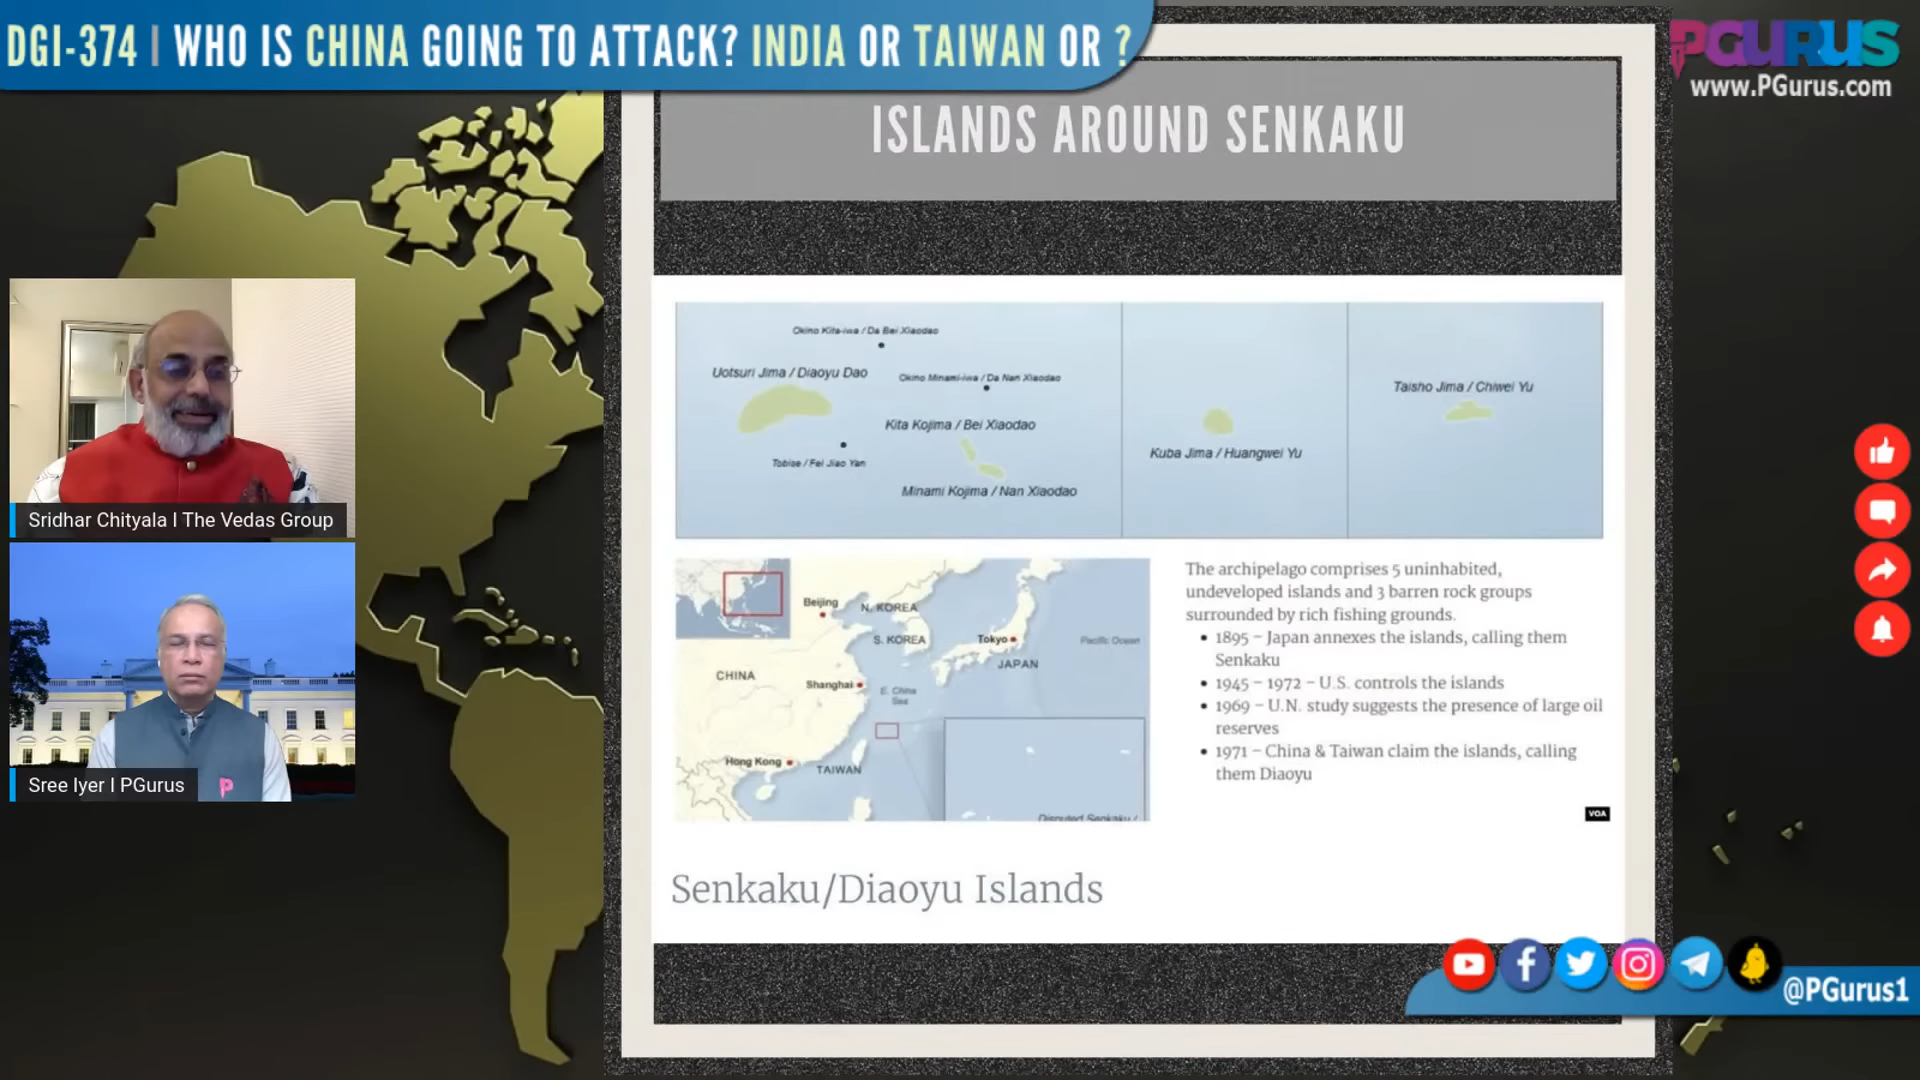 DGI-374 | WHO IS CHINA GOING TO ATTACK? INDIA OR TAIWAN OR ?
PGURUS
www.PGurus.com
ISLANDS AROUND SENKAKU
Okino Kita-iwa / Da Bei Xiaodao
Uotsuri Jima / Diaoyu Dao
Okino Minami-iwa / Da Nan Xiaodao
Kita Kojima / Bei Xiaodao
Tobise / Fei Jiao Yan
Minami Kojima / Nan Xiaodao
Kuba Jima / Huangwei Yu
Taisho Jima / Chiwei Yu
Sridhar Chityala I The Vedas Group
Sree Iyer I PGurus
Beijing
N. KOREA
S. KOREA
Tokyo
Pacific Ocean
JAPAN
CHINA
Shanghai
E. China
Sea
Hong Kong
TAIWAN
Disputed Senkaku /
The archipelago comprises 5 uninhabited,
undeveloped islands and 3 barren rock groups
surrounded by rich fishing grounds.
• 1895 – Japan annexes the islands, calling them
Senkaku
• 1945 – 1972 – U.S. controls the islands
• 1969 – U.N. study suggests the presence of large oil
reserves
• 1971 – China & Taiwan claim the islands, calling
them Diaoyu
VOA
Senkaku/Diaoyu Islands
@PGurus1